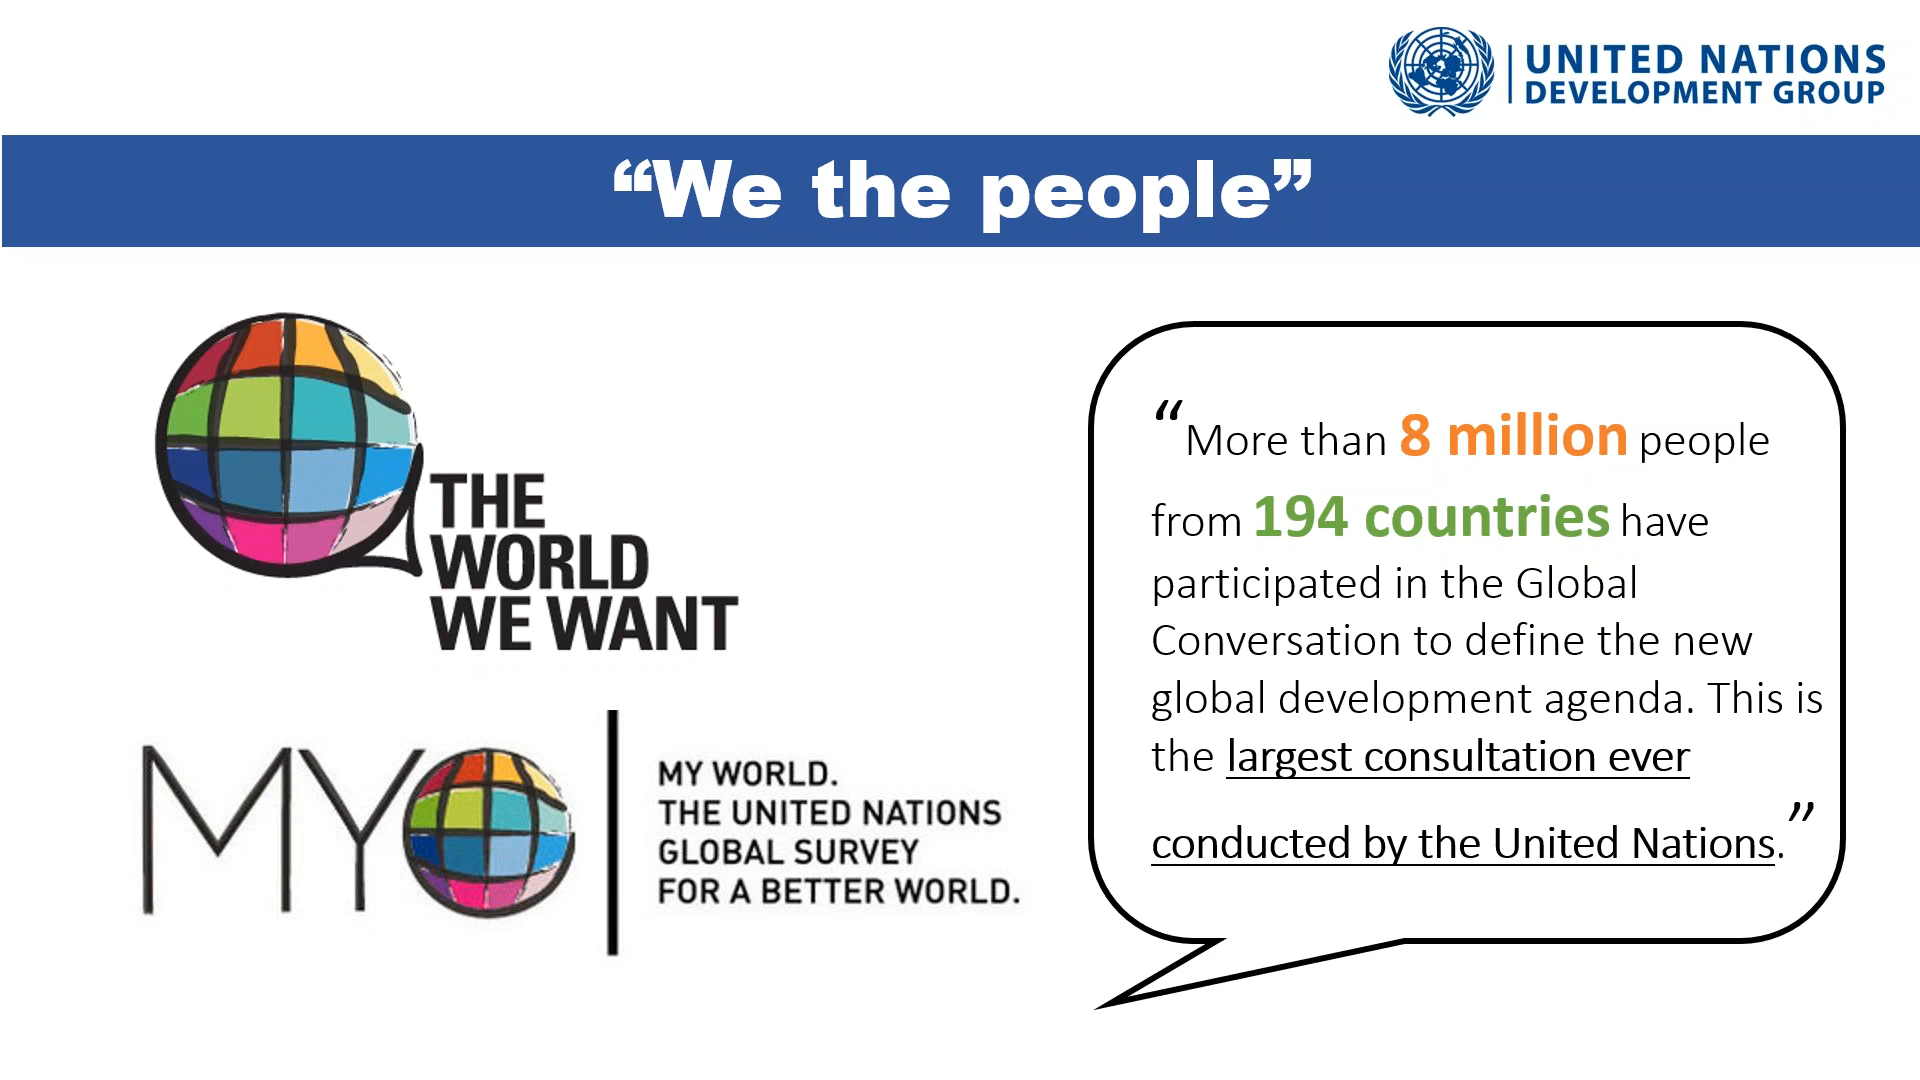 UNITED NATIONS
DEVELOPMENT GROUP
“We the people”
THE
WORLD
WE WANT
MY
MY WORLD.
THE UNITED NATIONS
GLOBAL SURVEY
FOR A BETTER WORLD.
“More than 8 million people
from 194 countries have
participated in the Global
Conversation to define the new
global development agenda. This is
the largest consultation ever
conducted by the United Nations.”